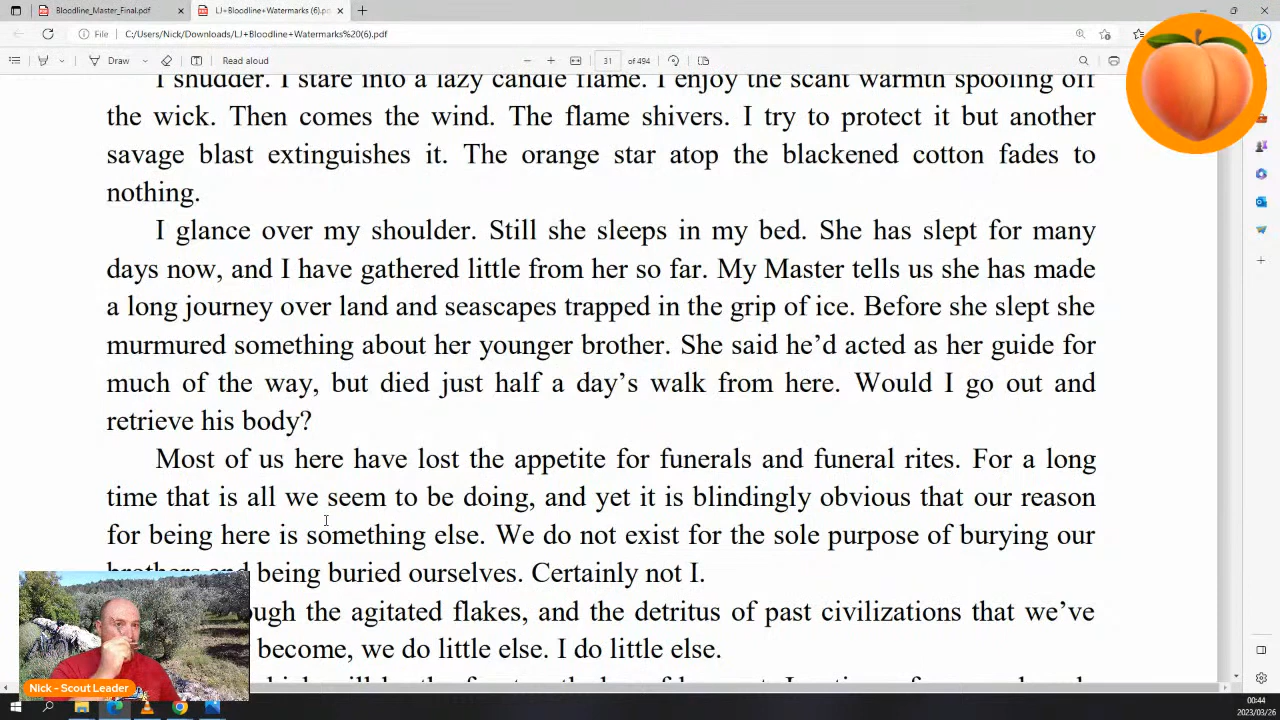 Bloodline_Master_Final.pdf
LJ+Bloodline+Watermarks (6).pdf
File
C:/Users/Nick/Downloads/LJ+Bloodline+Watermarks%20(6).pdf
Draw
Read aloud
31
of 494
I shudder. I stare into a lazy candle flame. I enjoy the scant warmth spooling off
the wick. Then comes the wind. The flame shivers. I try to protect it but another
savage blast extinguishes it. The orange star atop the blackened cotton fades to
nothing.
I glance over my shoulder. Still she sleeps in my bed. She has slept for many
days now, and I have gathered little from her so far. My Master tells us she has made
a long journey over land and seascapes trapped in the grip of ice. Before she slept she
murmured something about her younger brother. She said he’d acted as her guide for
much of the way, but died just half a day’s walk from here. Would I go out and
retrieve his body?
Most of us here have lost the appetite for funerals and funeral rites. For a long
time that is all we seem to be doing, and yet it is blindingly obvious that our reason
for being here is something else. We do not exist for the sole purpose of burying our
brothers and being buried ourselves. Certainly not I.
the agitated flakes, and the detritus of past civilizations that we’ve
become, we do little else. I do little else.
Nick - Scout Leader
00:44
2023/03/26